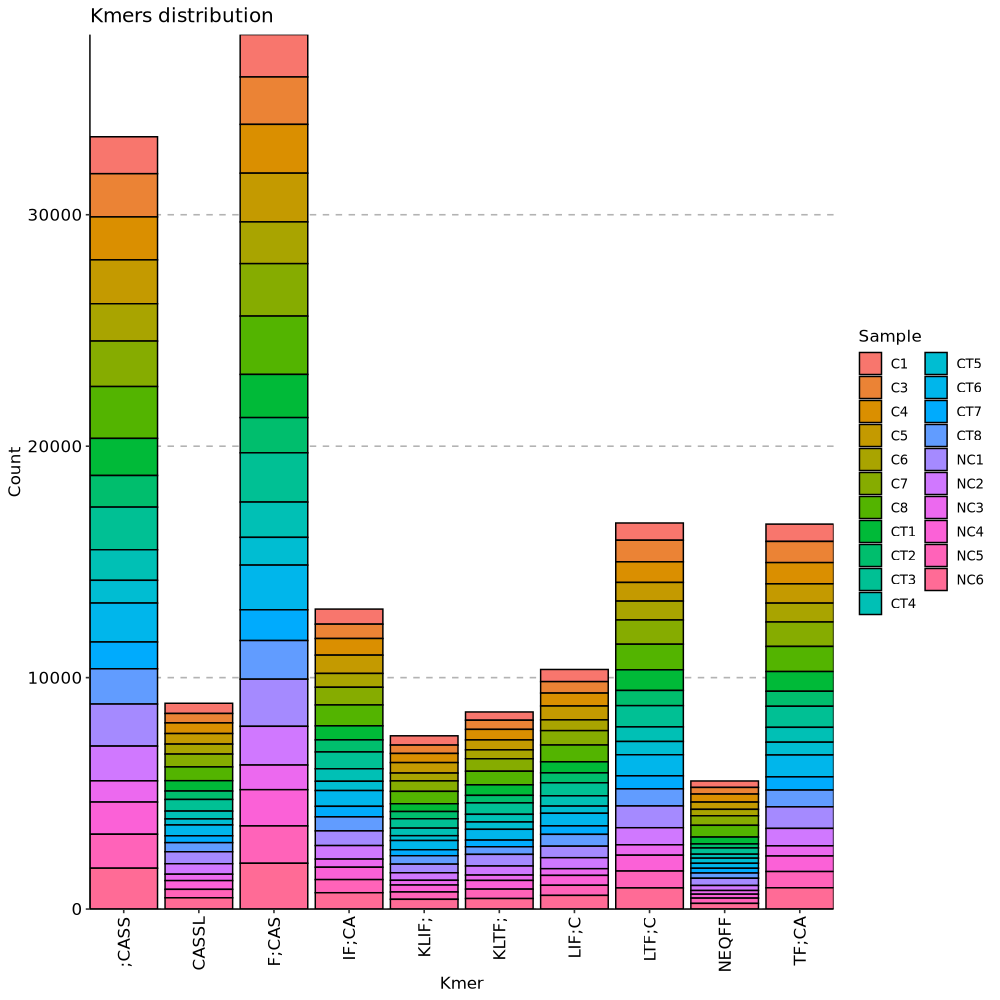 Kmers distribution
Count
30000
20000
10000
0
;CASS
CASSL
F;CAS
IF;CA
KLIF;
KLTF;
LIF;C
LTF;C
NEQFF
TF;CA
Kmer
Sample
C1
C3
C4
C5
C6
C7
C8
CT1
CT2
CT3
CT4
CT5
CT6
CT7
CT8
NC1
NC2
NC3
NC4
NC5
NC6